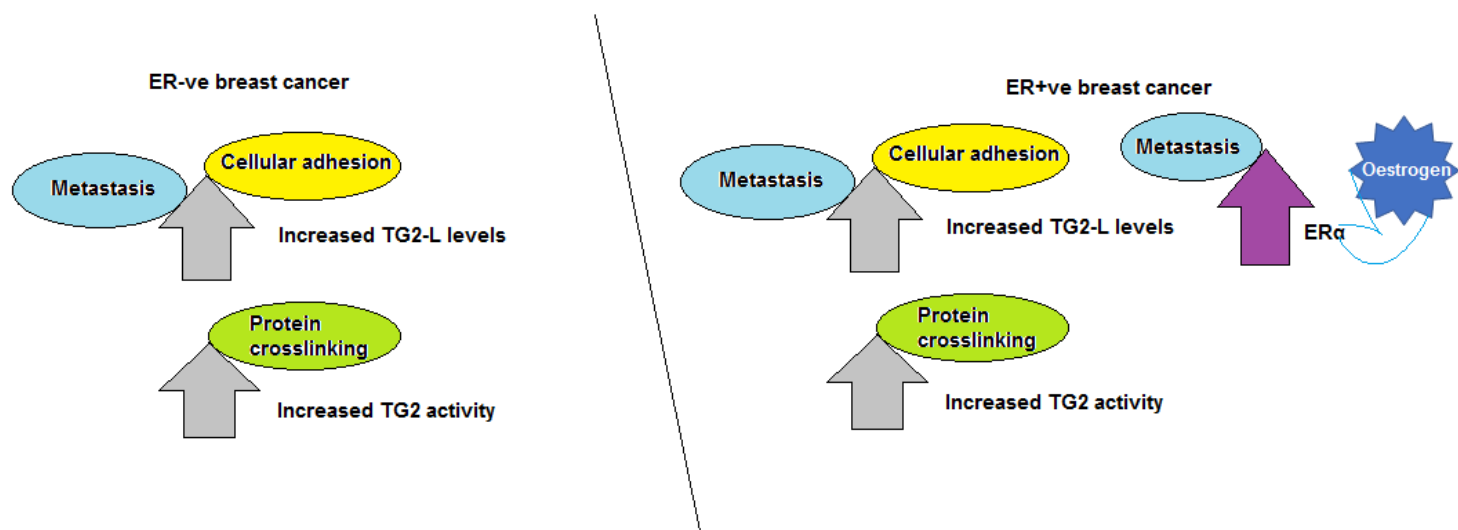 ER-ve breast cancer
Cellular adhesion
Metastasis
Increased TG2-L levels
Protein
crosslinking
Increased TG2 activity
ER+ve breast cancer
Cellular adhesion
Metastasis
Increased TG2-L levels
Metastasis
Oestrogen
ERα
Protein
crosslinking
Increased TG2 activity